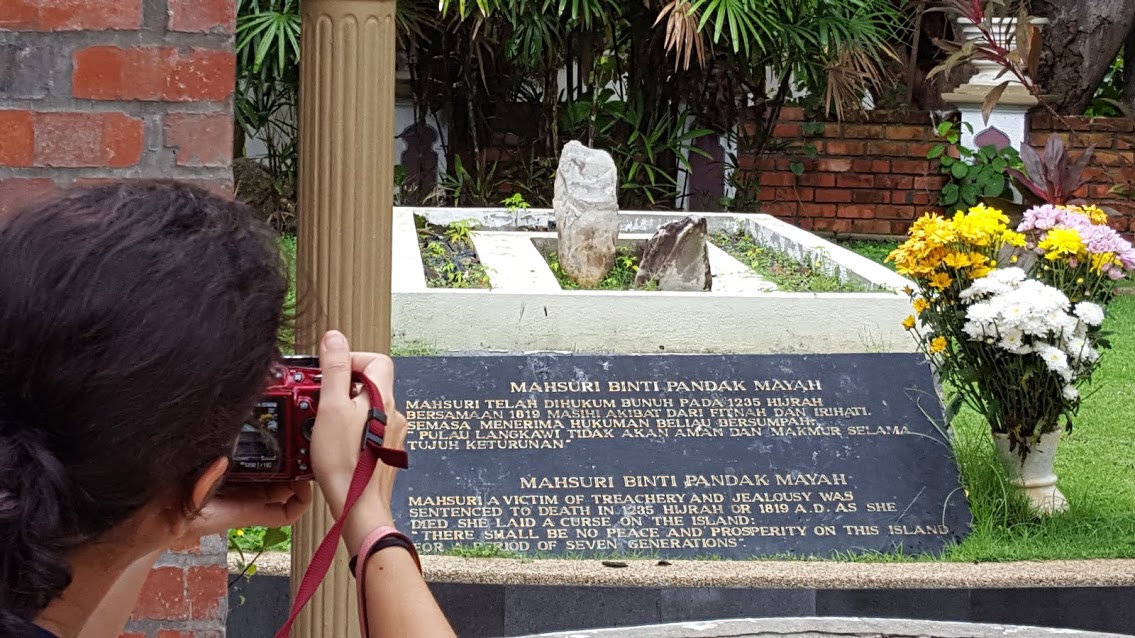 MAHSURI BINTI PANDAK MAYAH
MAHSURI TELAH DIHUKUM BUNUH PADA 1235 HIJRAH
BERSAMAAN 1819 MASIHI AKIBAT DARI FITNAH DAN IRIHATI.
SEMASA MENERIMA HUKUMAN BELIAU BERSUMPAH:
"PULAU LANGKAWI TIDAK AKAN AMAN DAN MAKMUR SELAMA
TUJUH KETURUNAN"
MAHSURI BINTI PANDAK MAYAH
MAHSURI, A VICTIM OF TREACHERY AND JEALOUSY WAS
SENTENCED TO DEATH IN 1235 HIJRAH OR 1819 A.D. AS SHE
DIED SHE LAID A CURSE ON THE ISLAND:
THERE SHALL BE NO PEACE AND PROSPERITY ON THIS ISLAND
FOR A PERIOD OF SEVEN GENERATIONS".